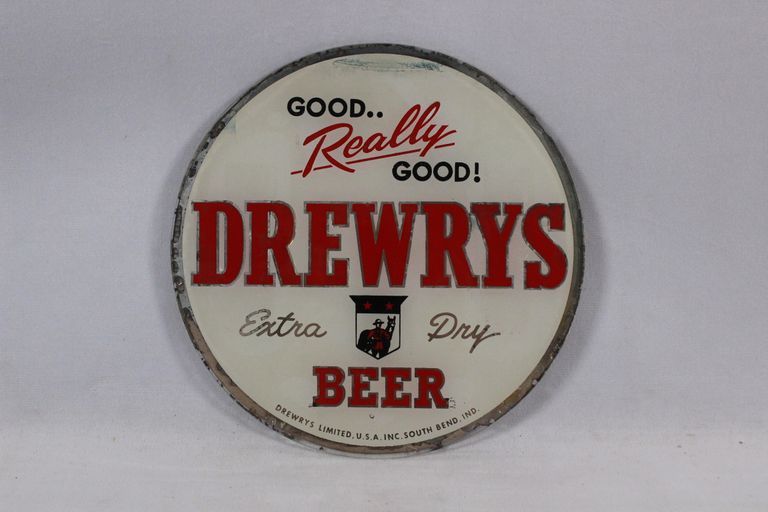 GOOD..
Really
GOOD!
DREWRYS
Extra Dry
BEER
DREWRYS LIMITED, U.S.A. INC. SOUTH BEND, IND.